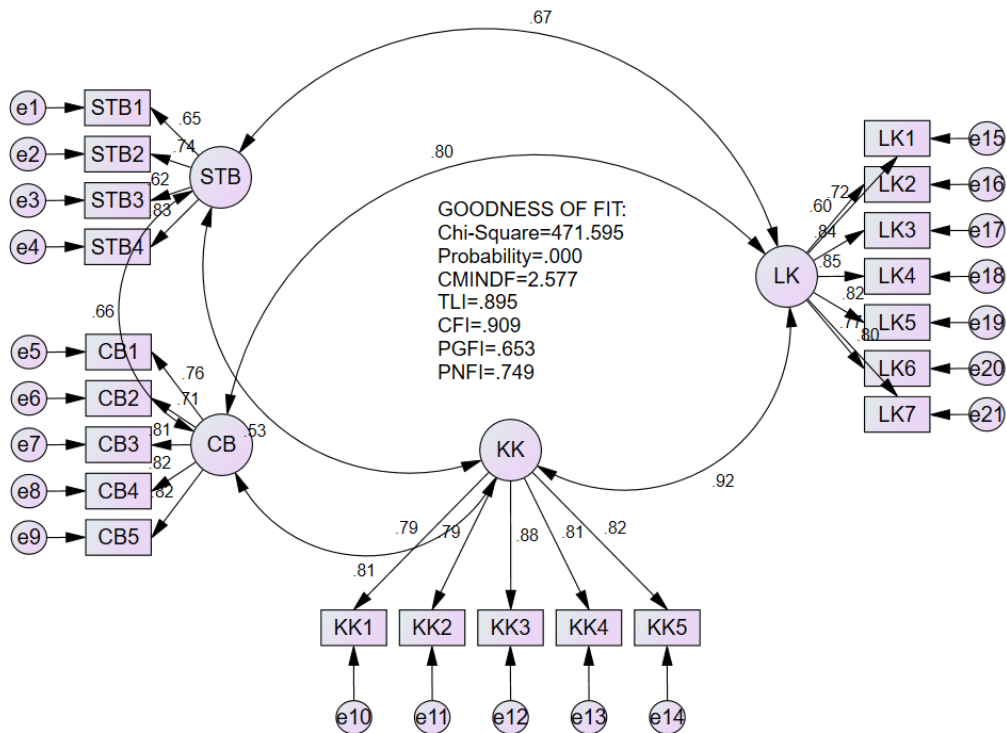 .67
e1 STB1
.65
e2 STB2
.74
STB
e3 STB3
.62
e4 STB4
.83
.80
GOODNESS OF FIT:
Chi-Square=471.595
Probability=.000
CMINDF=2.577
TLI=.895
CFI=.909
PGFI=.653
PNFI=.749
LK
LK1 e15
.72 LK2 e16
.60
LK3 e17
.84
.85 LK4 e18
.82 LK5 e19
.77 .80
LK6 e20
LK7 e21
.66
e5 CB1
.76
e6 CB2
.71
e7 CB3 .81 CB .53
e8 CB4 .82
.82
e9 CB5
KK
.92
.79 .79 .88 .81 .82
.81
KK1 KK2 KK3 KK4 KK5
e10 e11 e12 e13 e14